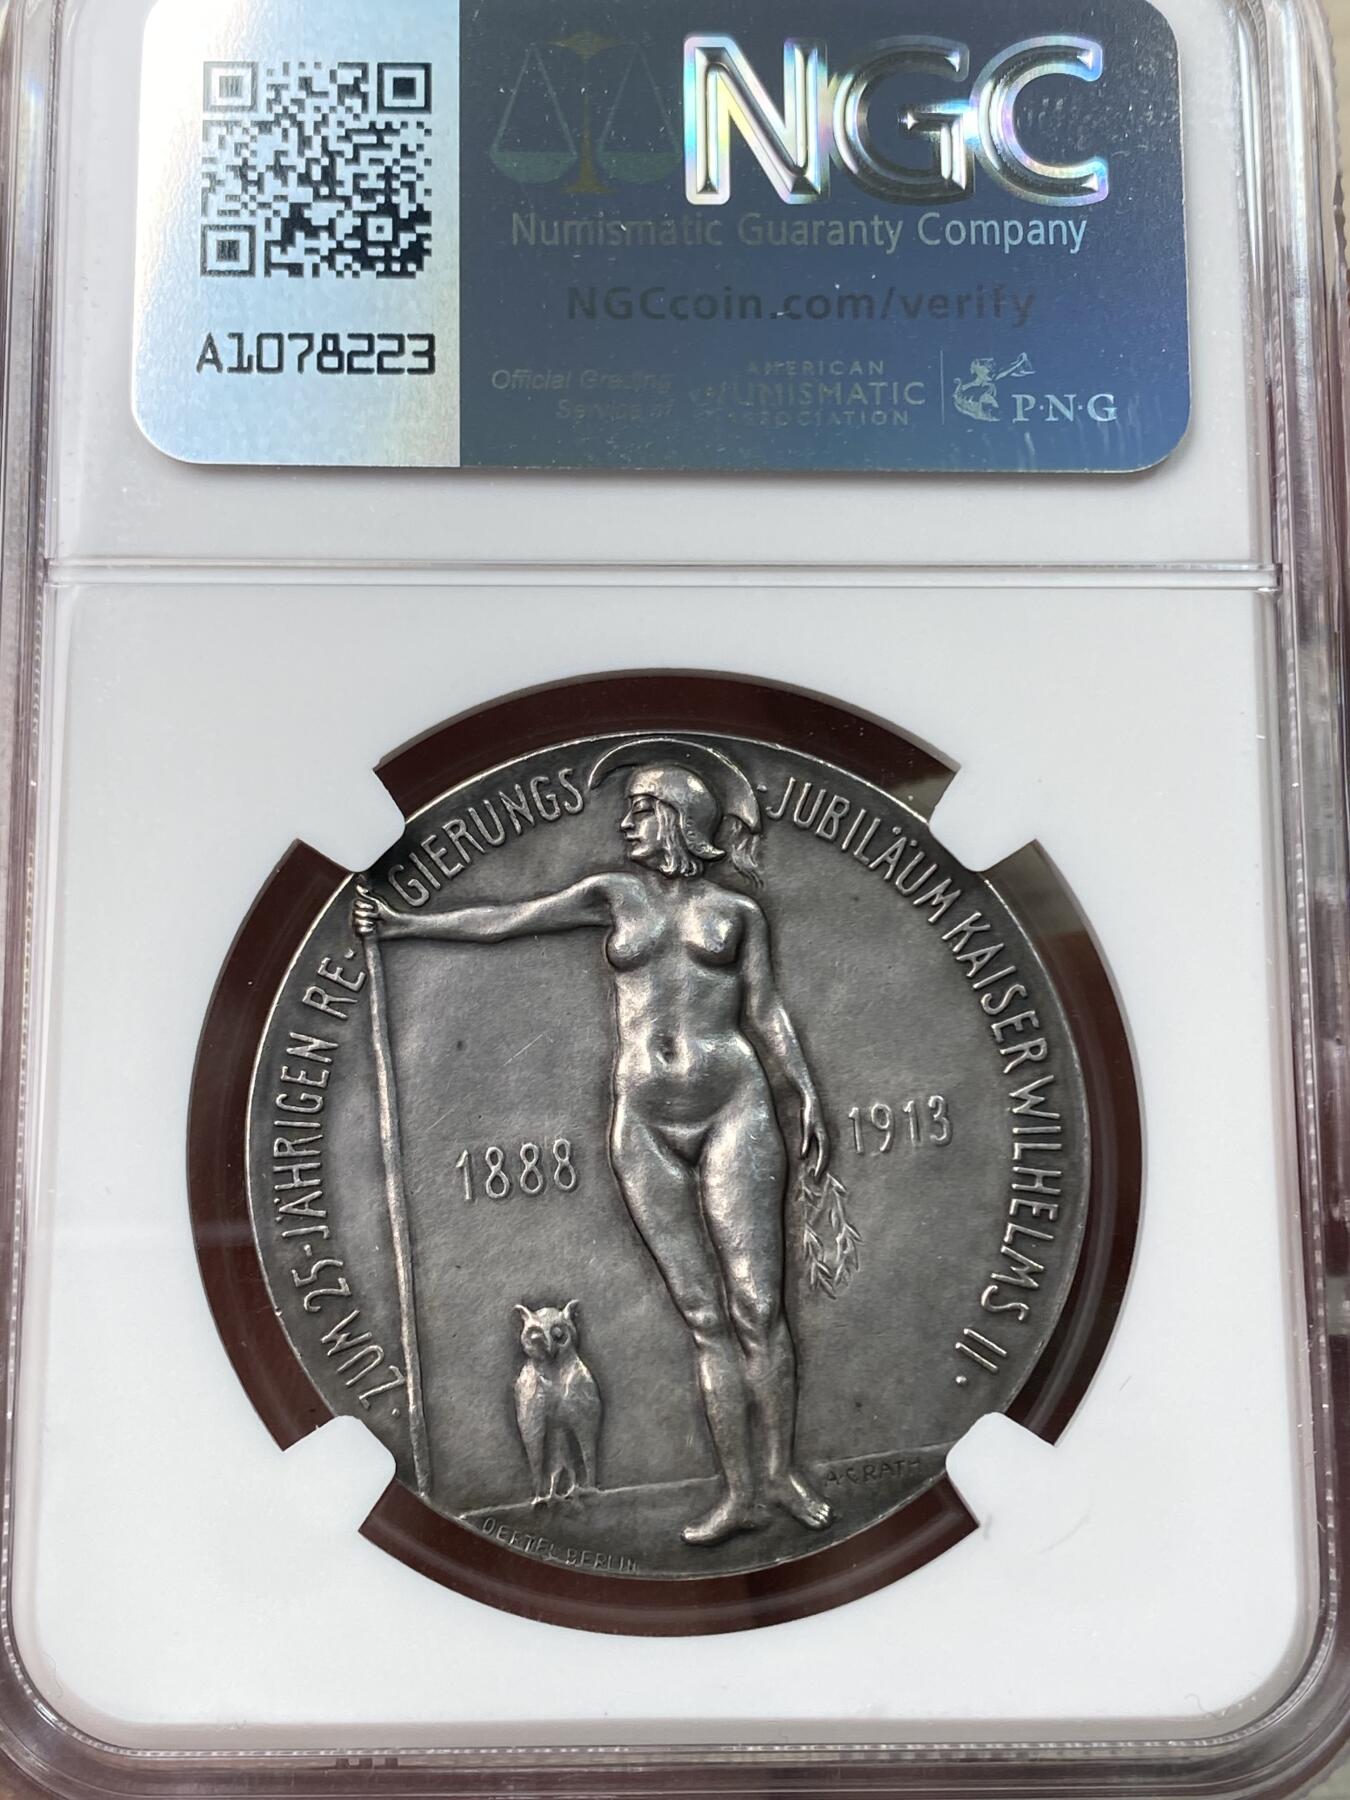 NGC
Numismatic Guaranty Company
NGCcoin.com/verify
A1078223
Official Grading
Service of
AMERICAN
NUMISMATIC
ASSOCIATION
P·N·G
· ZUM 25-JÄHRIGEN RE-
GIERUNGS
·JUBILÄUM KAISER WILHELMS II ·
1888
1913
A·C·RATH
OERTEL BERLIN